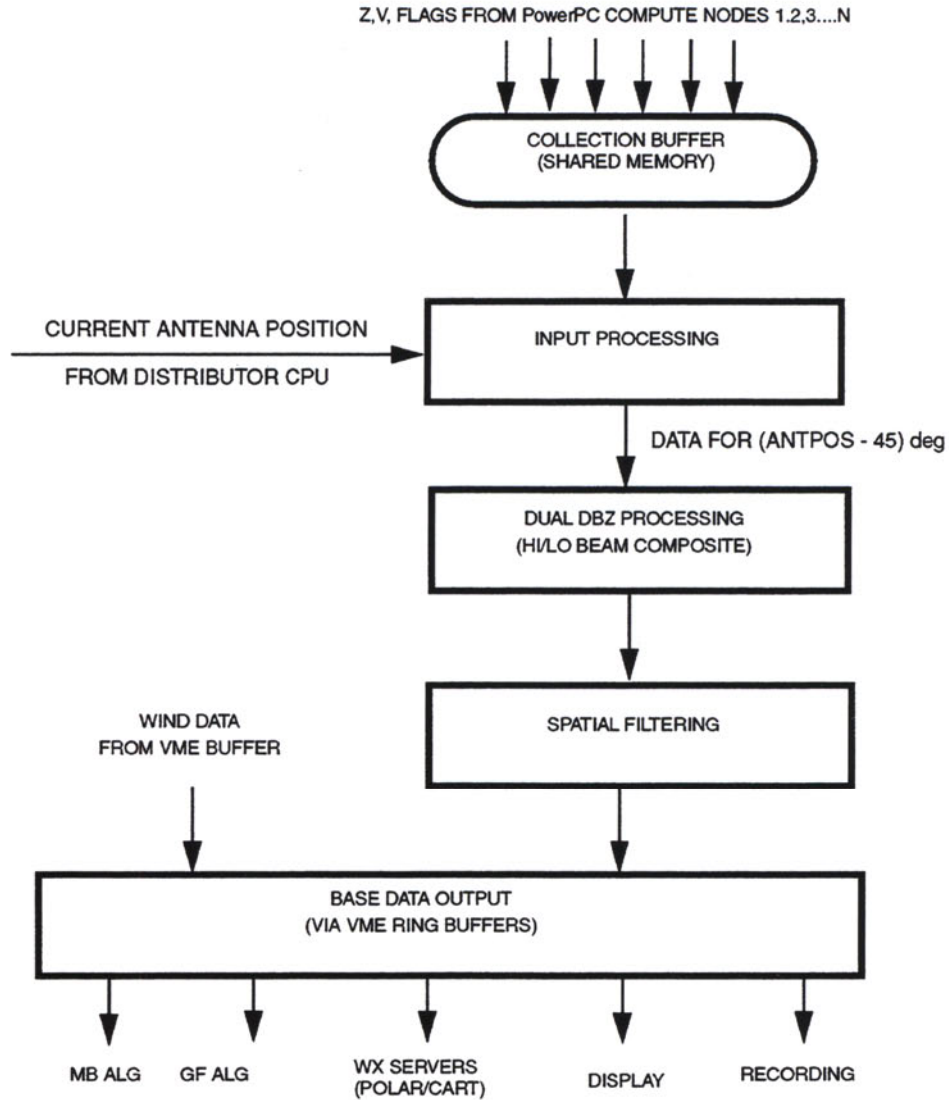 Z,V, FLAGS FROM PowerPC COMPUTE NODES 1.2,3....N
COLLECTION BUFFER
(SHARED MEMORY)
CURRENT ANTENNA POSITION
FROM DISTRIBUTOR CPU
INPUT PROCESSING
DATA FOR (ANTPOS - 45) deg
DUAL DBZ PROCESSING
(HI/LO BEAM COMPOSITE)
SPATIAL FILTERING
WIND DATA
FROM VME BUFFER
BASE DATA OUTPUT
(VIA VME RING BUFFERS)
MB ALG
GF ALG
WX SERVERS
(POLAR/CART)
DISPLAY
RECORDING